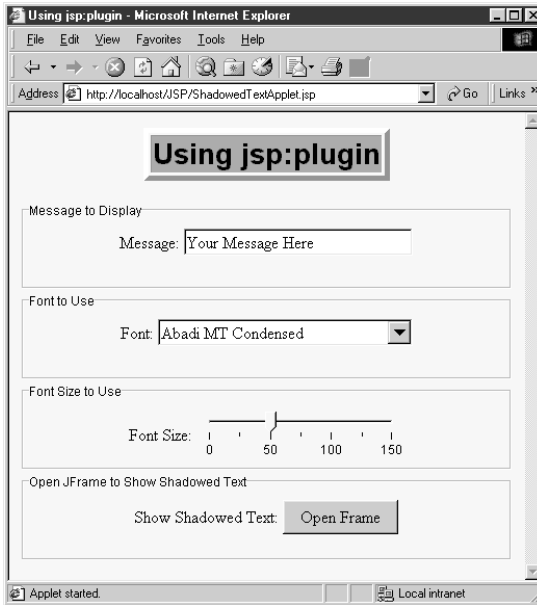 Using jsp:plugin - Microsoft Internet Explorer
File Edit View Favorites Tools Help
Address http://localhost/JSP/ShadowedTextApplet.jsp Go Links »
Using jsp:plugin
Message to Display
Message: Your Message Here
Font to Use
Font: Abadi MT Condensed
Font Size to Use
Font Size:
0 50 100 150
Open JFrame to Show Shadowed Text
Show Shadowed Text: Open Frame
Applet started. Local intranet